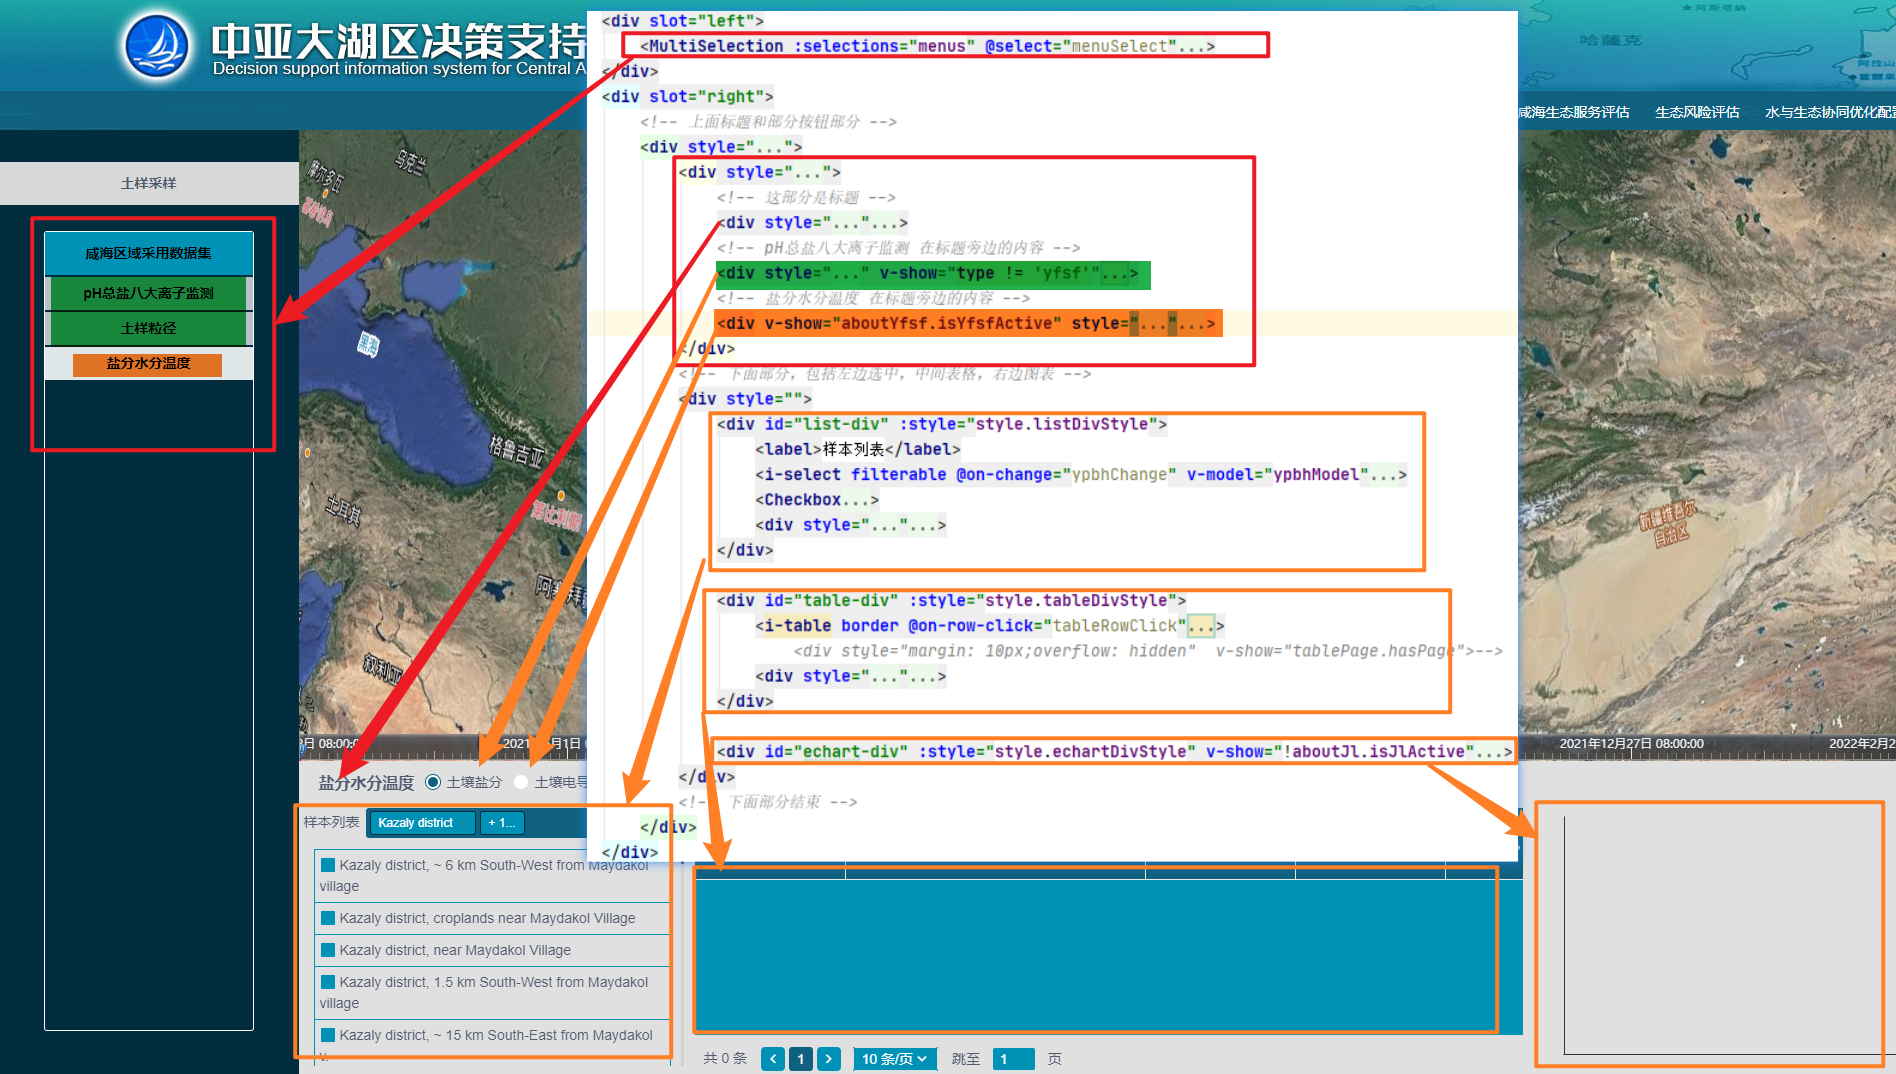 中亚大湖区决策支持
Decision support information system for Central A
哈薩克
咸海生态服务评估
生态风险评估
水与生态协同优化配置
土样采样
咸海区域采用数据集
pH总盐八大离子监测
土样粒径
盐分水分温度
摩尔多瓦
乌克兰
黑海
格鲁吉亚
第比利斯
土耳其
叙利亚
新疆维吾尔
自治区
<div slot="left">
<MultiSelection :selections="menus" @select="menuSelect"...>
</div>
<div slot="right">
<!-- 上面标题和部分按钮部分 -->
<div style="...">
<div style="...">
<!-- 这部分是标题 -->
<div style="..."...>
<!-- pH总盐八大离子监测 在标题旁边的内容 -->
<div style="..." v-show="type != 'yfsf'"...>
<!-- 盐分水分温度 在标题旁边的内容 -->
<div v-show="aboutYfsf.isYfsfActive" style="..."...>
</div>
<!-- 下面部分，包括左边选中，中间表格，右边图表 -->
<div style="">
<div id="list-div" :style="style.listDivStyle">
<label>样本列表</label>
<i-select filterable @on-change="ypbhChange" v-model="ypbhModel"...>
<Checkbox...>
<div style="..."...>
</div>
<div id="table-div" :style="style.tableDivStyle">
<i-table border @on-row-click="tableRowClick"...>
<div style="margin: 10px;overflow: hidden" v-show="tablePage.hasPage">-->
<div style="..."...>
</div>
<div id="echart-div" :style="style.echartDivStyle" v-show="!aboutJl.isJlActive"...>
</div>
<!-- 下面部分结束 -->
</div>
</div>
2021年12月27日 08:00:00
2022年2月2
盐分水分温度
土壤盐分
土壤电导
样本列表
Kazaly district
+ 1...
Kazaly district, ~ 6 km South-West from Maydakol
village
Kazaly district, croplands near Maydakol Village
Kazaly district, near Maydakol Village
Kazaly district, 1.5 km South-West from Maydakol
village
Kazaly district, ~ 15 km South-East from Maydakol
共 0 条
1
10 条/页
跳至
1
页